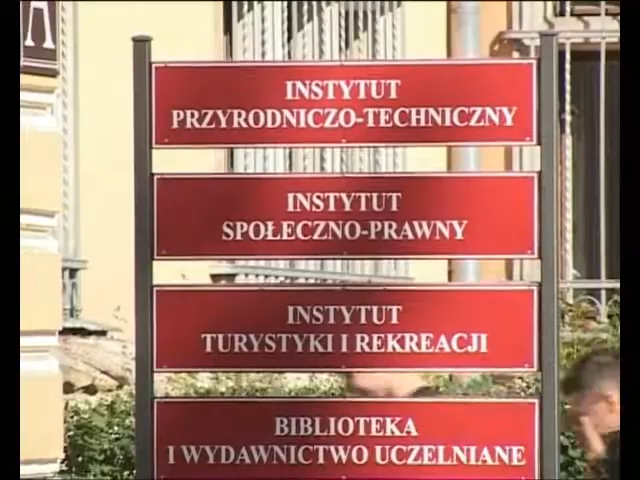 A
INSTYTUT
PRZYRODNICZO-TECHNICZNY
INSTYTUT
SPOŁECZNO-PRAWNY
INSTYTUT
TURYSTYKI I REKREACJI
BIBLIOTEKA
I WYDAWNICTWO UCZELNIANE